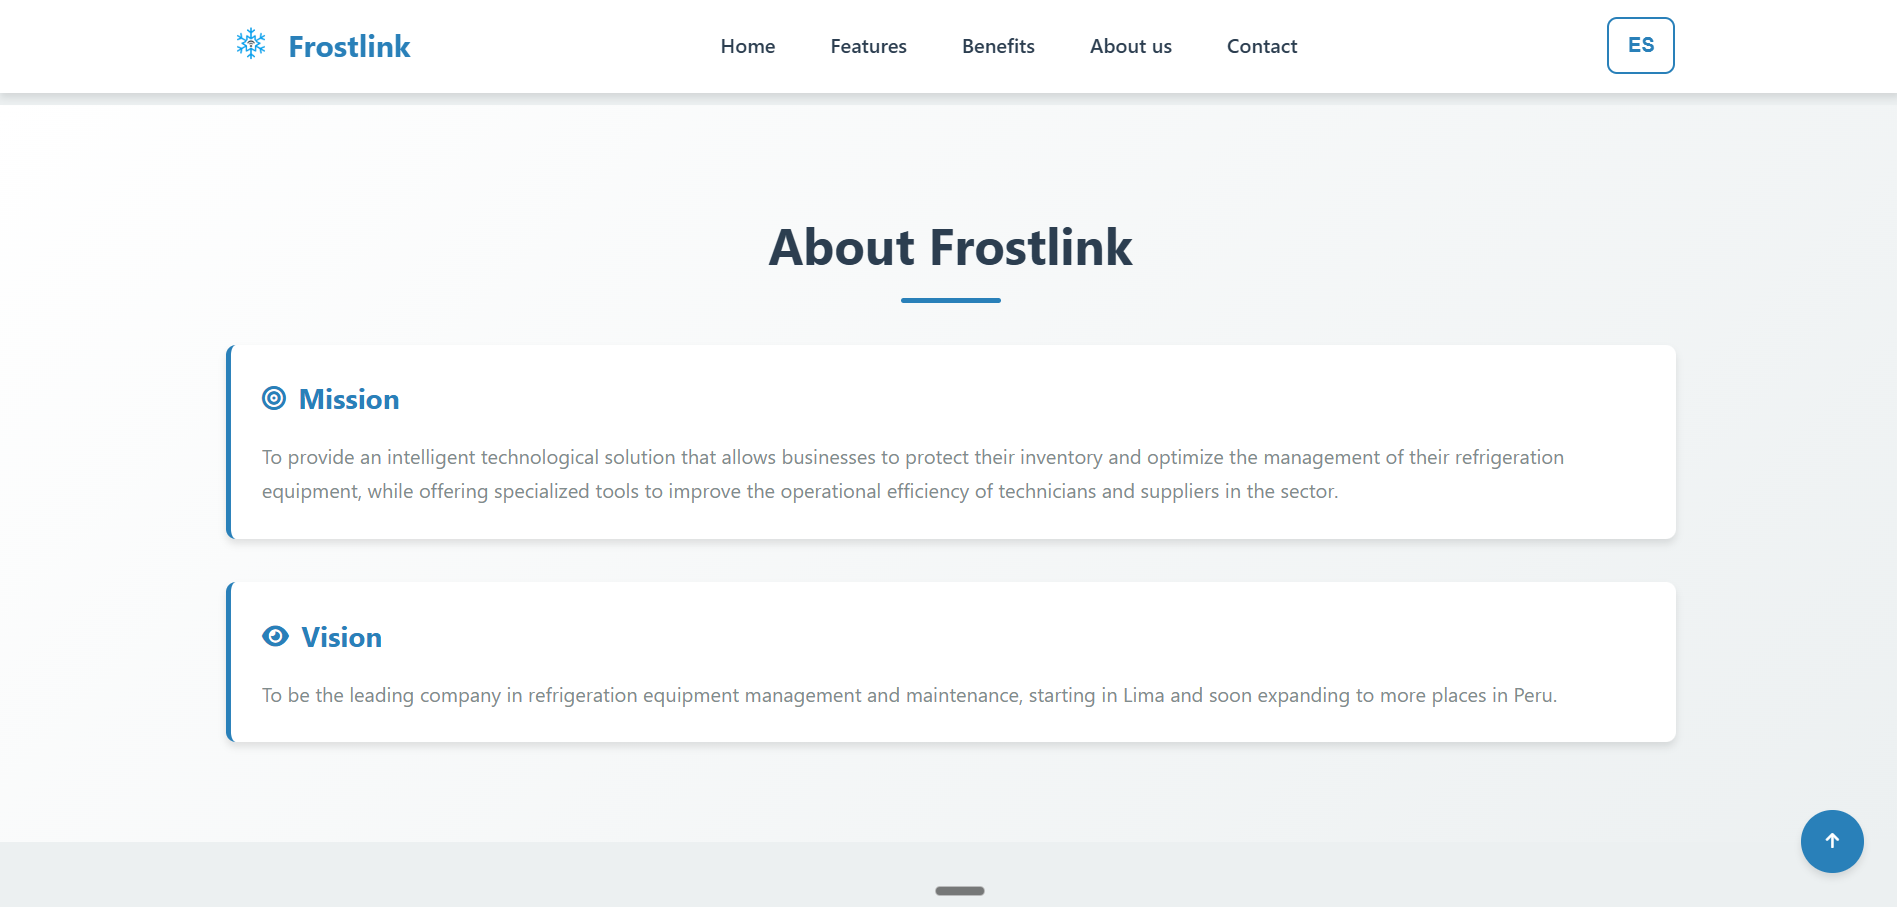 Frostlink
Home
Features
Benefits
About us
Contact
ES
About Frostlink
Mission
To provide an intelligent technological solution that allows businesses to protect their inventory and optimize the management of their refrigeration
equipment, while offering specialized tools to improve the operational efficiency of technicians and suppliers in the sector.
Vision
To be the leading company in refrigeration equipment management and maintenance, starting in Lima and soon expanding to more places in Peru.